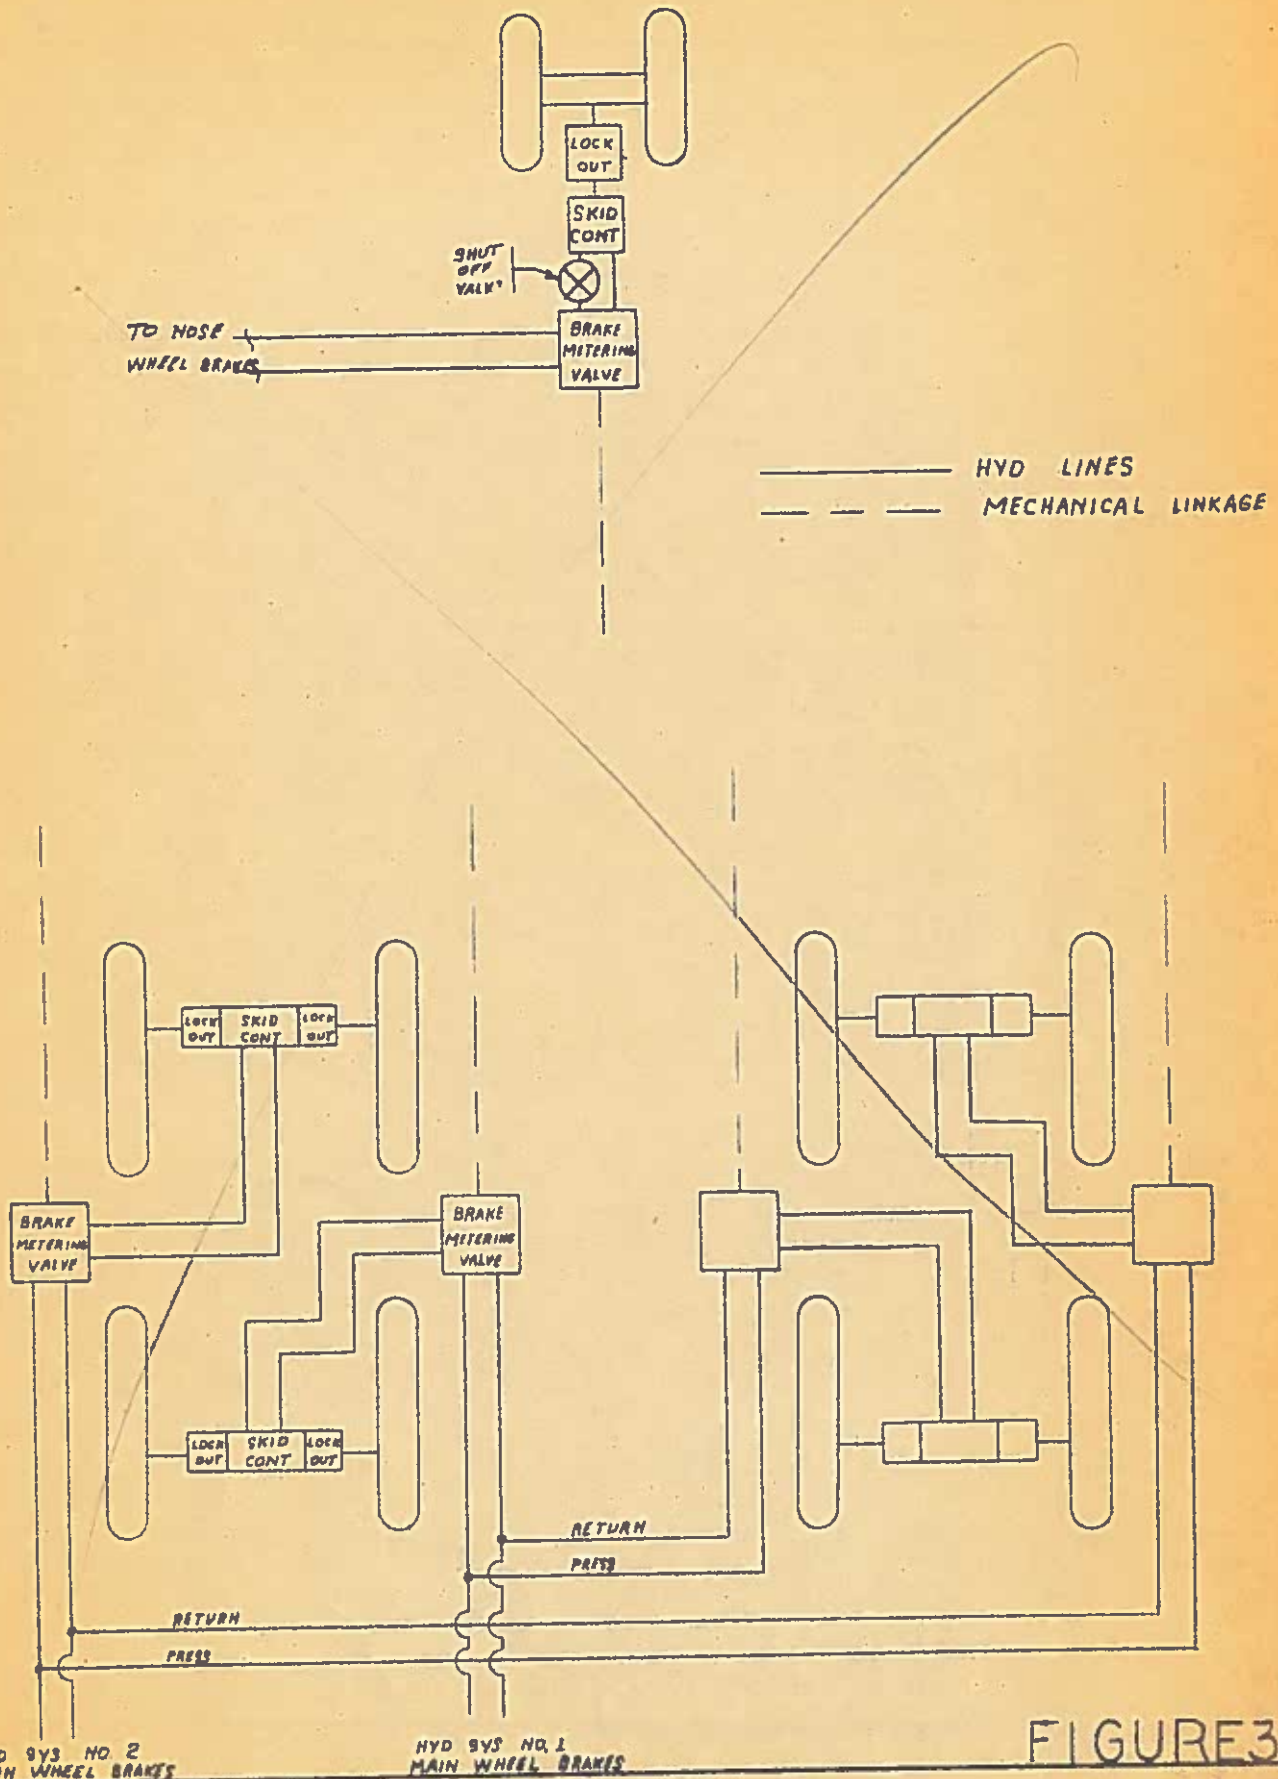 LOCK
OUT
SKID
CONT
SHUT
OFF
TO NOSE
WHEEL BRAKES
BRAKE
METERING
VALVE
HYD LINES
MECHANICAL LINKAGE
LOCK
OUT
SKID
CONT
LOCK
OUT
BRAKE
METERING
VALVE
BRAKE
METERING
VALVE
LOCK
OUT
SKID
CONT
LOCK
OUT
RETURN
PRESS
RETURN
PRESS
SYS NO. 2
WHEEL BRAKES
HYD SYS NO. 1
MAIN WHEEL BRAKES
FIGURE 3